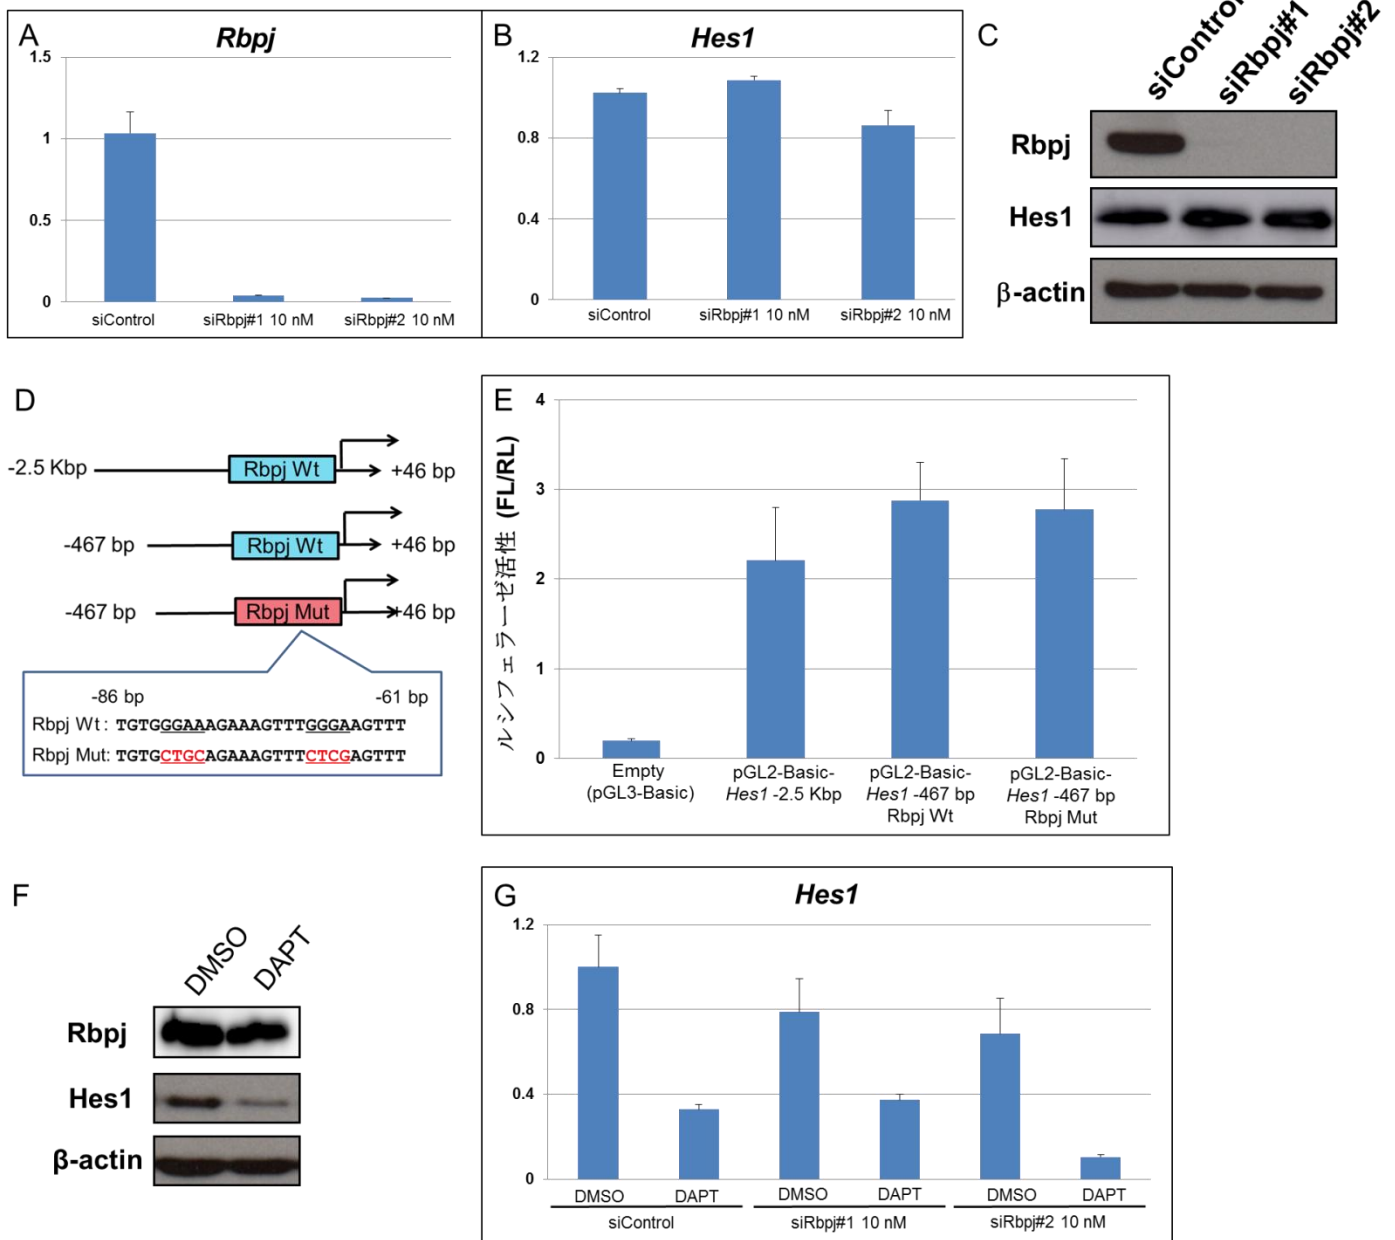 A
Rbpj
1.5
1
0.5
0
siControl
siRbpj#1 10 nM
siRbpj#2 10 nM
B
Hes1
1.2
0.8
0.4
0
siControl
siRbpj#1 10 nM
siRbpj#2 10 nM
C
siControl
siRbpj#1
siRbpj#2
Rbpj
Hes1
β-actin
D
-2.5 Kbp
Rbpj Wt
+46 bp
-467 bp
Rbpj Wt
+46 bp
-467 bp
Rbpj Mut
+46 bp
-86 bp
-61 bp
Rbpj Wt : TGTGGGAAAGAAAGTTTGGGAAGTTT
Rbpj Mut: TGTGCTGCAGAAAGTTTCTCGAGTTT
E
ルシフェラーゼ活性 (FL/RL)
4
3
2
1
0
Empty
(pGL3-Basic)
pGL2-Basic-
Hes1 -2.5 Kbp
pGL2-Basic-
Hes1 -467 bp
Rbpj Wt
pGL2-Basic-
Hes1 -467 bp
Rbpj Mut
F
DMSO
DAPT
Rbpj
Hes1
β-actin
G
Hes1
1.2
0.8
0.4
0
DMSO
DAPT
DMSO
DAPT
DMSO
DAPT
siControl
siRbpj#1 10 nM
siRbpj#2 10 nM